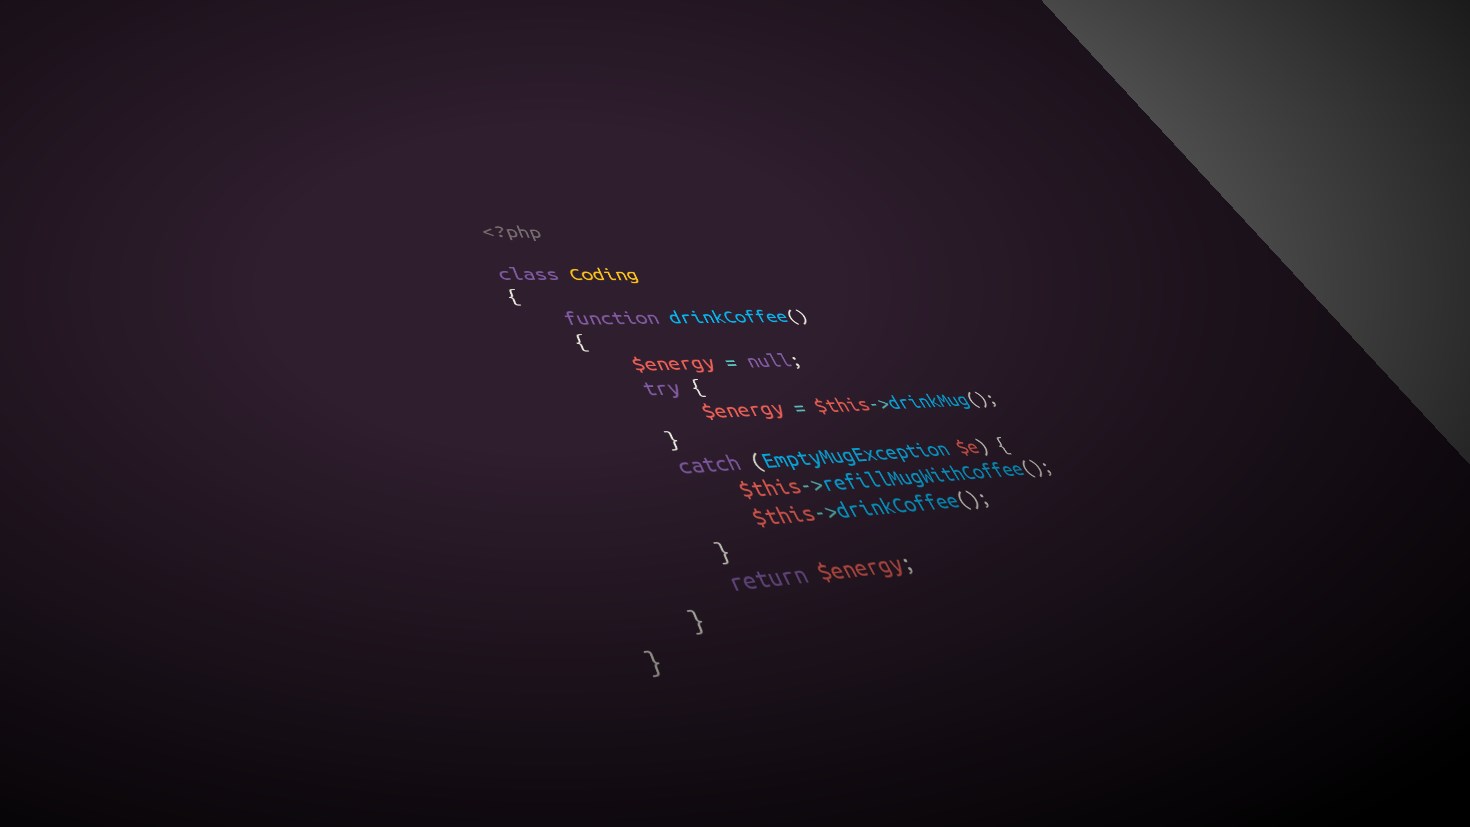 <?php
class Coding
{
function drinkCoffee()
{
$energy = null;
try {
$energy = $this->drinkMug();
}
catch (EmptyMugException $e) {
$this->refillMugWithCoffee();
$this->drinkCoffee();
}
return $energy;
}
}